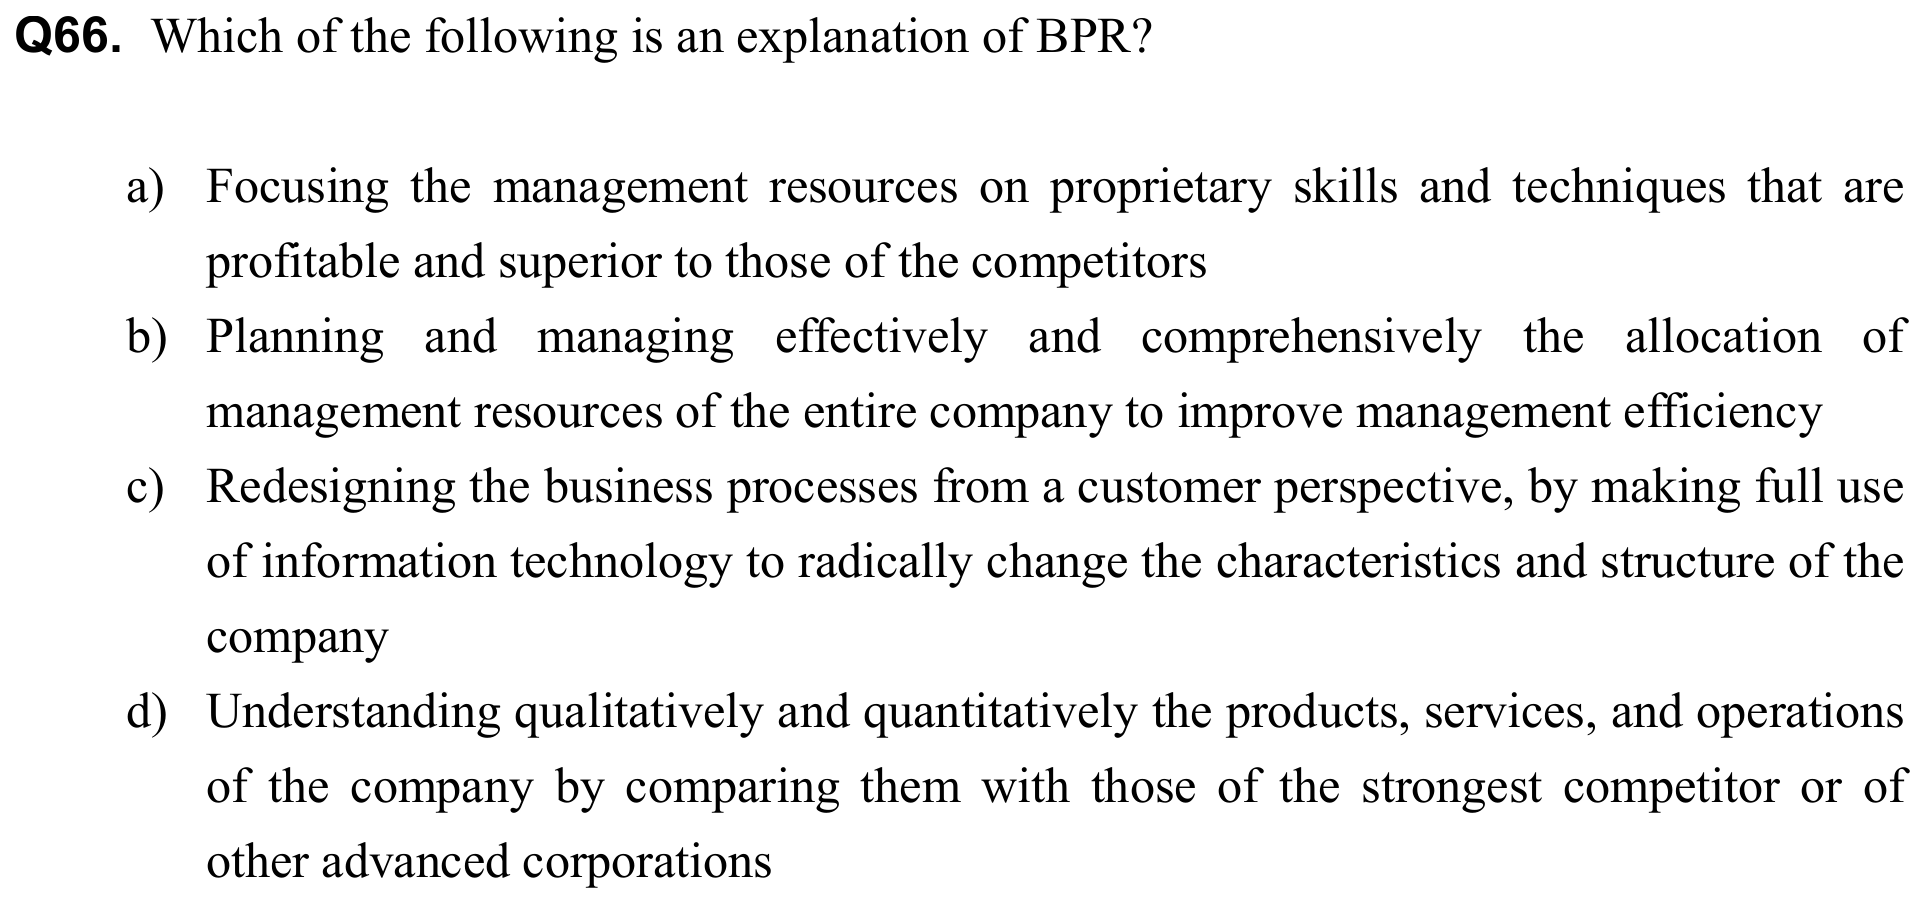 Q66. Which of the following is an explanation of BPR?
a) Focusing the management resources on proprietary skills and techniques that are
profitable and superior to those of the competitors
b) Planning and managing effectively and comprehensively the allocation of
management resources of the entire company to improve management efficiency
c) Redesigning the business processes from a customer perspective, by making full use
of information technology to radically change the characteristics and structure of the
company
d) Understanding qualitatively and quantitatively the products, services, and operations
of the company by comparing them with those of the strongest competitor or of
other advanced corporations